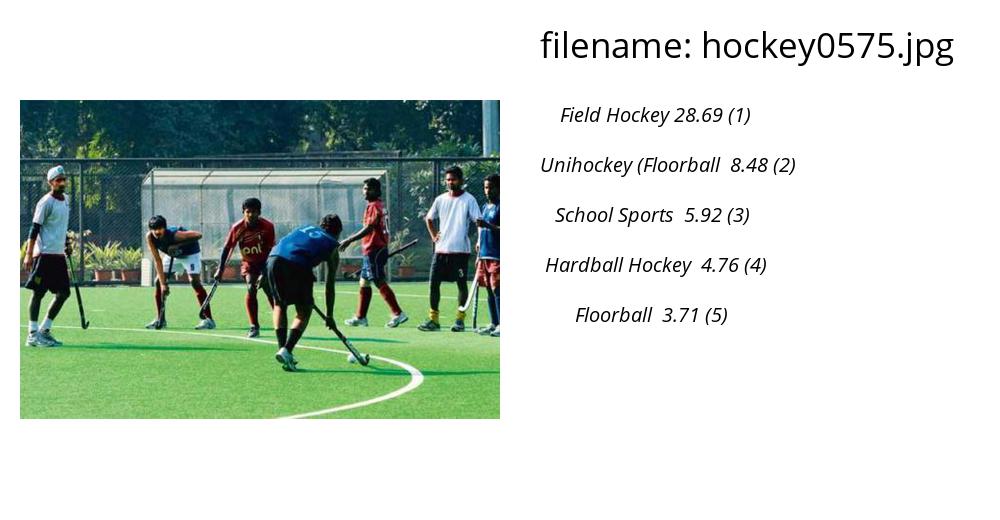 filename: hockey0575.jpg
Field Hockey 28.69 (1)
Unihockey (Floorball 8.48 (2)
School Sports 5.92 (3)
Hardball Hockey 4.76 (4)
Floorball 3.71 (5)